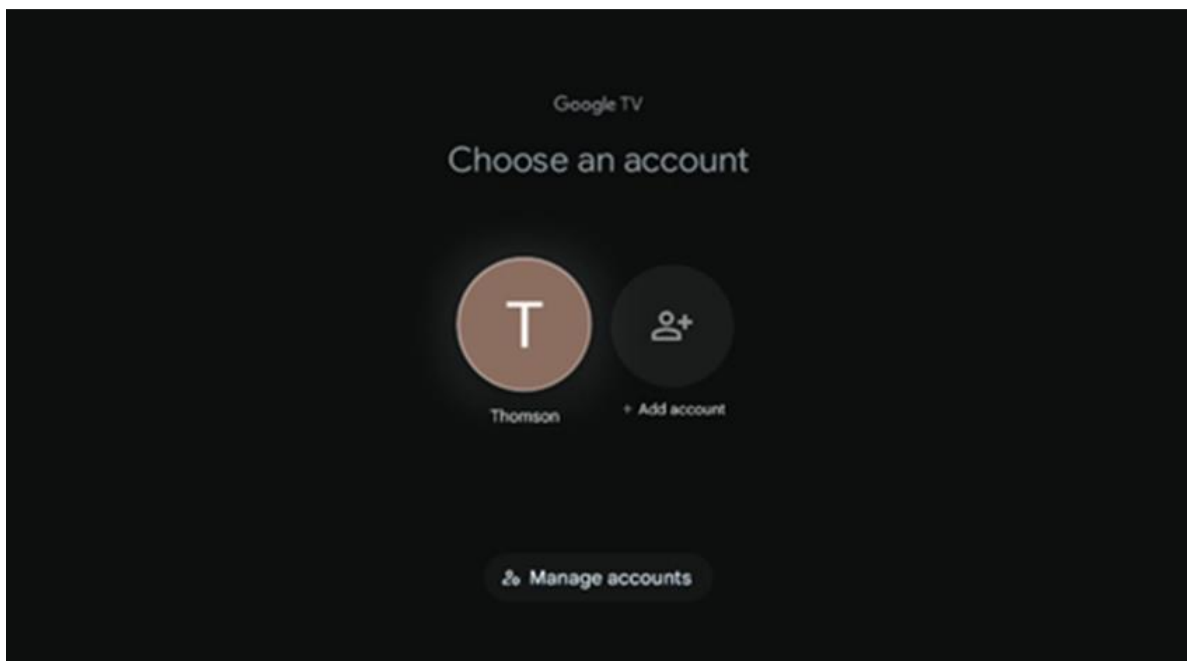 Google TV
Choose an account
T
Thomson
+ Add account
Manage accounts